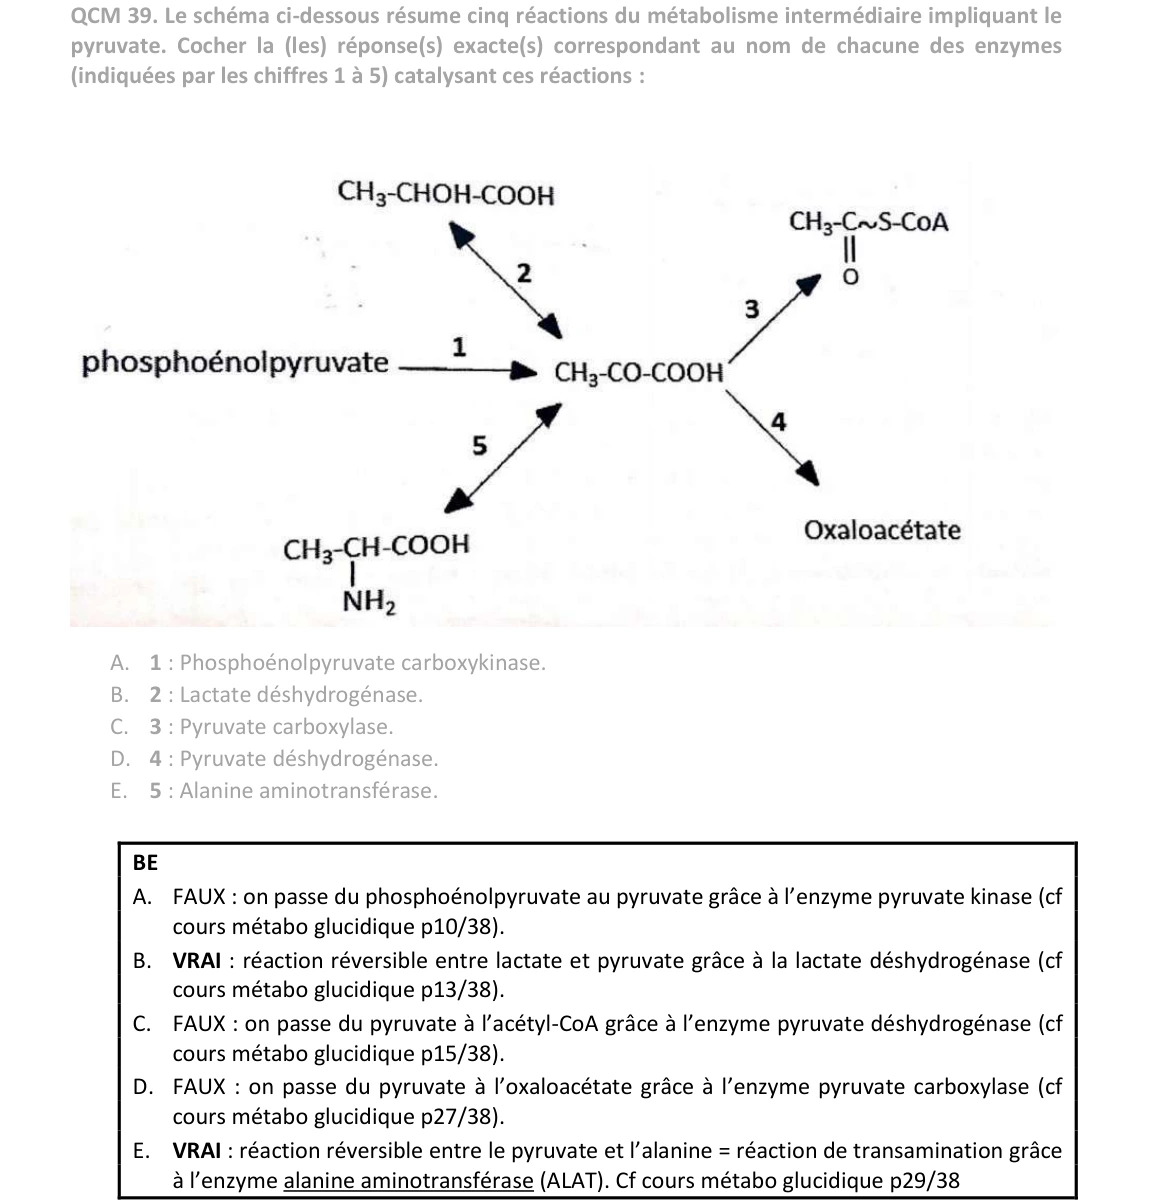 QCM 39. Le schéma ci-dessous résume cinq réactions du métabolisme intermédiaire impliquant le
pyruvate. Cocher la (les) réponse(s) exacte(s) correspondant au nom de chacune des enzymes
(indiquées par les chiffres 1 à 5) catalysant ces réactions :
CH3-CHOH-COOH
CH3-C~S-CoA
||
O
2
3
phosphoénolpyruvate
1
CH3-CO-COOH
4
5
Oxaloacétate
CH3-CH-COOH
|
NH2
A. 1 : Phosphoénolpyruvate carboxykinase.
B. 2 : Lactate déshydrogénase.
C. 3 : Pyruvate carboxylase.
D. 4 : Pyruvate déshydrogénase.
E. 5 : Alanine aminotransférase.
BE
A. FAUX : on passe du phosphoénolpyruvate au pyruvate grâce à l’enzyme pyruvate kinase (cf
cours métabo glucidique p10/38).
B. VRAI : réaction réversible entre lactate et pyruvate grâce à la lactate déshydrogénase (cf
cours métabo glucidique p13/38).
C. FAUX : on passe du pyruvate à l’acétyl-CoA grâce à l’enzyme pyruvate déshydrogénase (cf
cours métabo glucidique p15/38).
D. FAUX : on passe du pyruvate à l’oxaloacétate grâce à l’enzyme pyruvate carboxylase (cf
cours métabo glucidique p27/38).
E. VRAI : réaction réversible entre le pyruvate et l’alanine = réaction de transamination grâce
à l’enzyme alanine aminotransférase (ALAT). Cf cours métabo glucidique p29/38